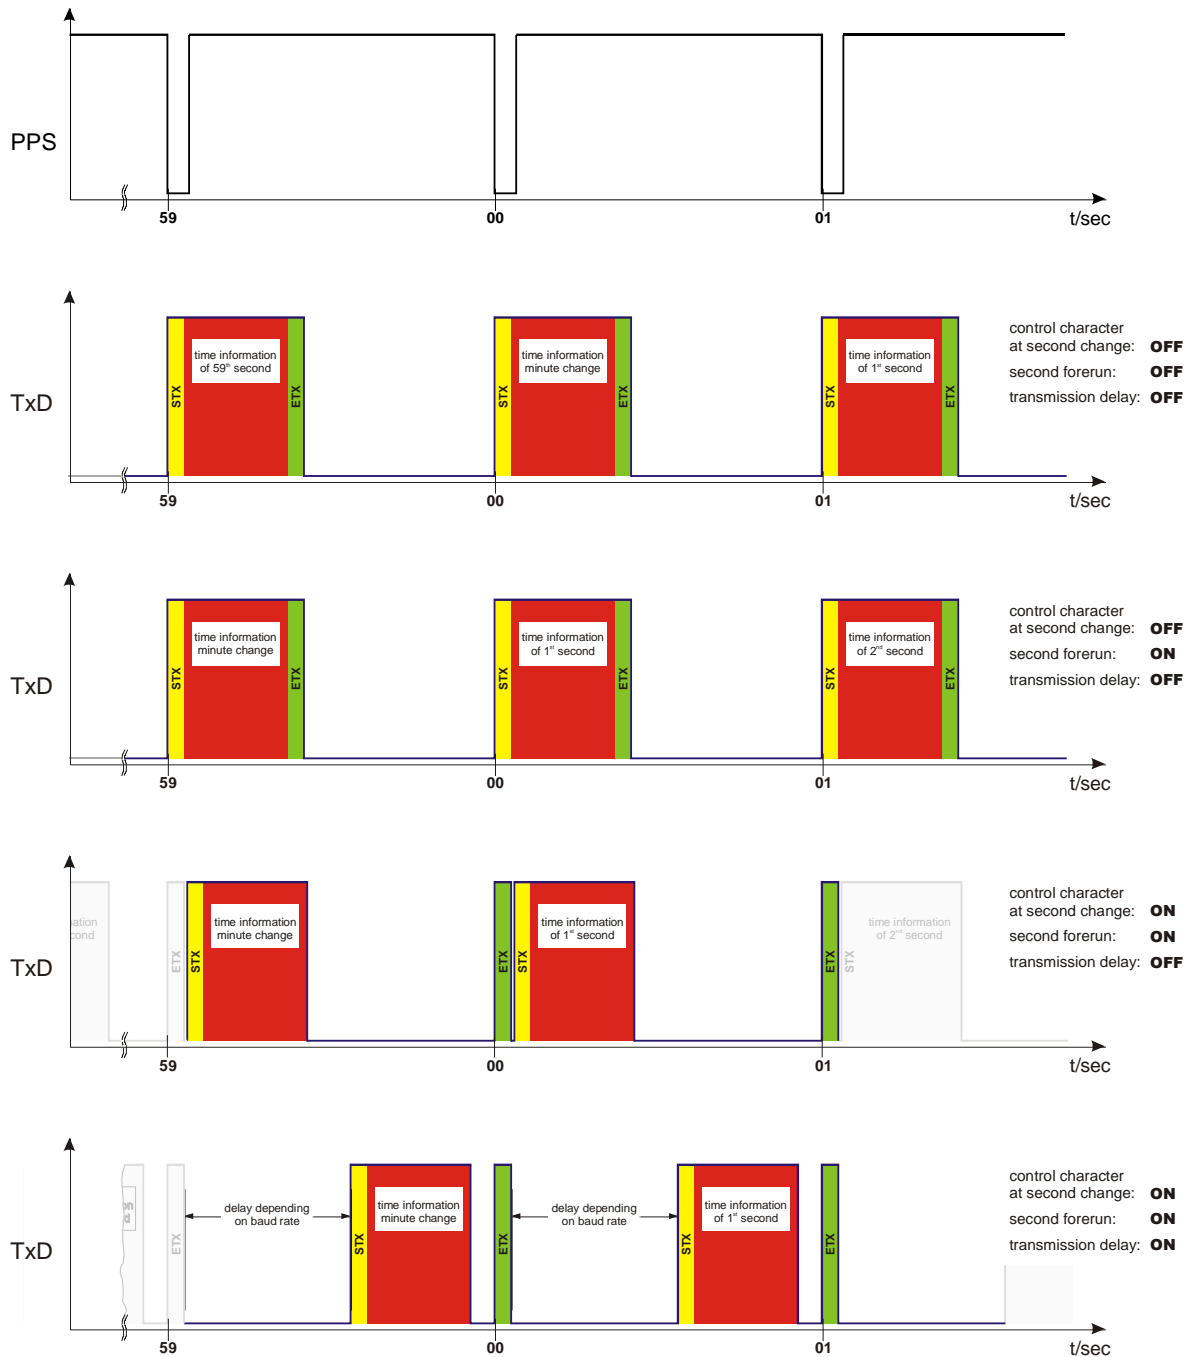 PPS
59
00
01
t/sec
TxD
STX
time information
of 59th second
ETX
STX
time information
minute change
ETX
STX
time information
of 1st second
ETX
control character
at second change: OFF
second forerun: OFF
transmission delay: OFF
59
00
01
t/sec
TxD
STX
time information
minute change
ETX
STX
time information
of 1st second
ETX
STX
time information
of 2nd second
ETX
control character
at second change: OFF
second forerun: ON
transmission delay: OFF
59
00
01
t/sec
TxD
ETX
STX
time information
minute change
ETX
STX
time information
of 1st second
ETX
STX
time information
of 2nd second
control character
at second change: ON
second forerun: ON
transmission delay: OFF
59
00
01
t/sec
TxD
ETX
delay depending
on baud rate
STX
time information
minute change
ETX
delay depending
on baud rate
STX
time information
of 1st second
ETX
control character
at second change: ON
second forerun: ON
transmission delay: ON
59
00
01
t/sec